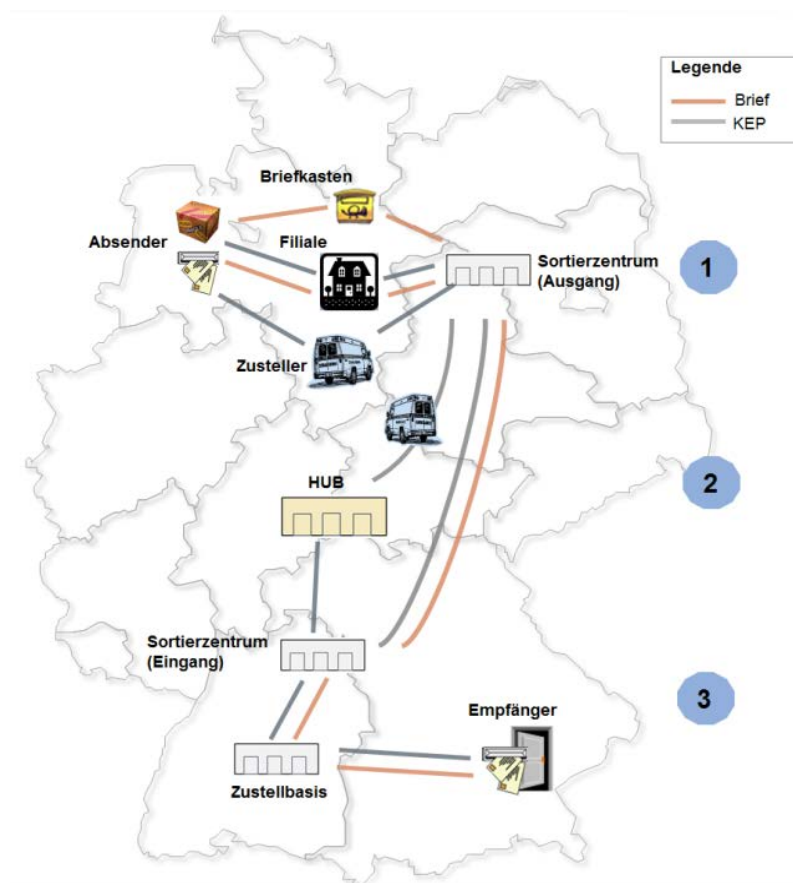 Legende
Brief
KEP
Briefkasten
Absender
Filiale
Sortierzentrum
(Ausgang)
1
Zusteller
HUB
2
Sortierzentrum
(Eingang)
3
Empfänger
Zustellbasis